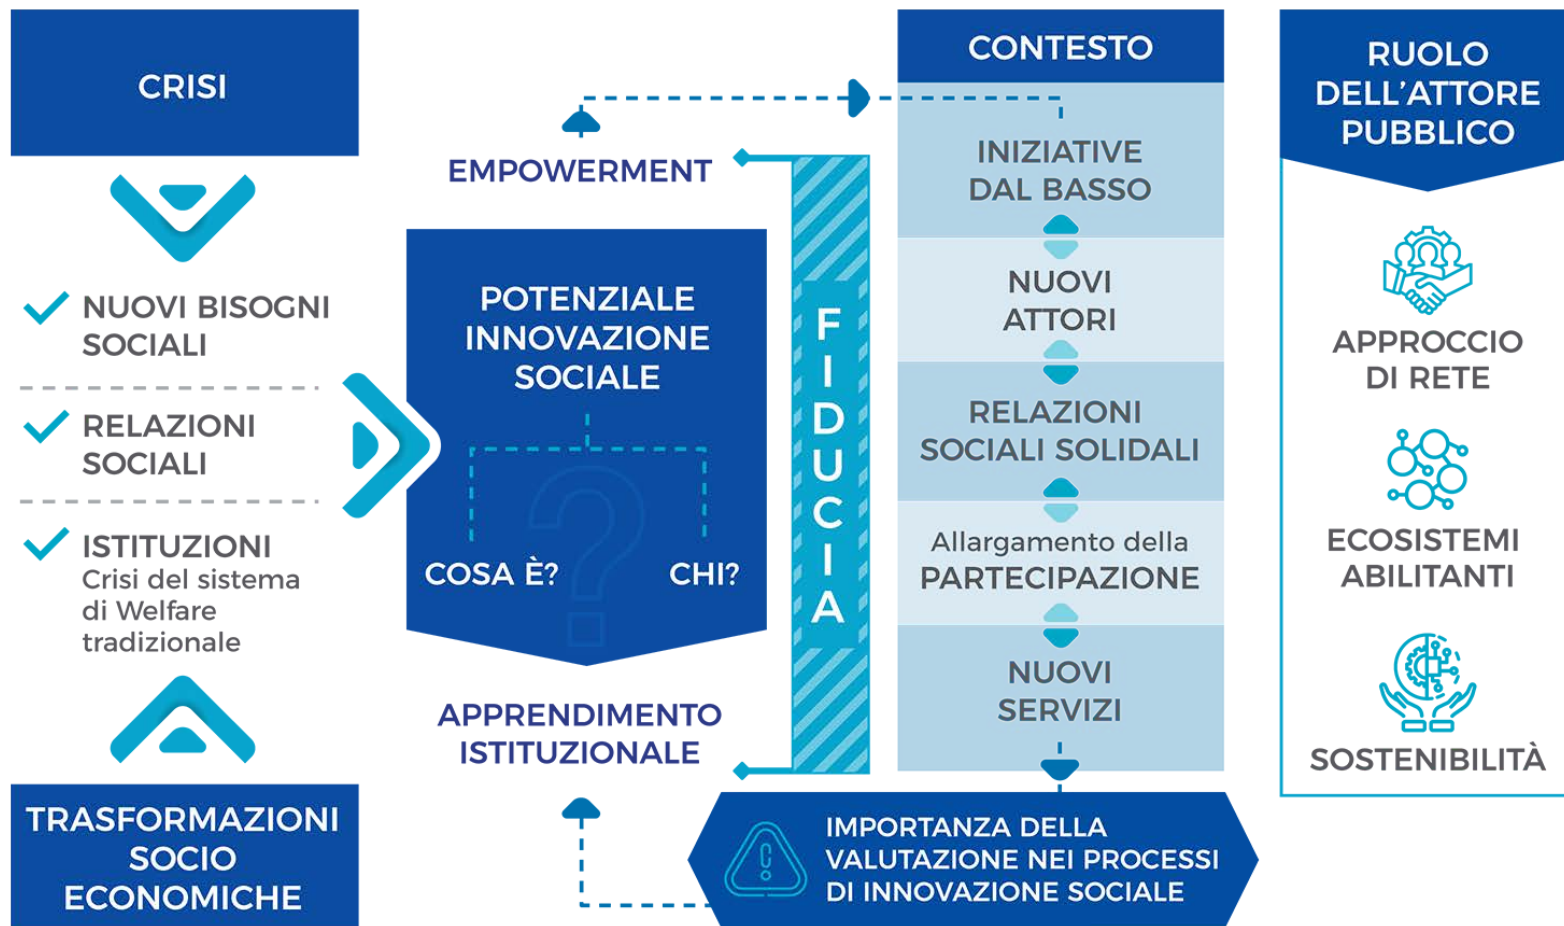 CRISI
NUOVI BISOGNI
SOCIALI
RELAZIONI
SOCIALI
ISTITUZIONI
Crisi del sistema
di Welfare
tradizionale
TRASFORMAZIONI
SOCIO
ECONOMICHE
EMPOWERMENT
POTENZIALE
INNOVAZIONE
SOCIALE
?
COSA È?
CHI?
APPRENDIMENTO
ISTITUZIONALE
FIDUCIA
CONTESTO
INIZIATIVE
DAL BASSO
NUOVI
ATTORI
RELAZIONI
SOCIALI SOLIDALI
Allargamento della
PARTECIPAZIONE
NUOVI
SERVIZI
IMPORTANZA DELLA
VALUTAZIONE NEI PROCESSI
DI INNOVAZIONE SOCIALE
RUOLO
DELL'ATTORE
PUBBLICO
APPROCCIO
DI RETE
ECOSISTEMI
ABILITANTI
SOSTENIBILITÀ